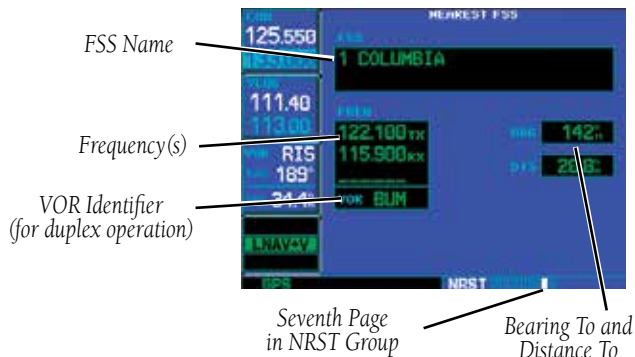 NEAREST FSS
FSS Name
125.550
FSS
1 COLUMBIA
VLOC
111.40
113.00
FREQ
Frequency(s)
122.100TX
115.900RX
BRG 142°
VOR RIS
189°
DIS
VOR Identifier
(for duplex operation)
VOR BUM
LNAV+V
GPS
NRST
Seventh Page
in NRST Group
Bearing To and
Distance To